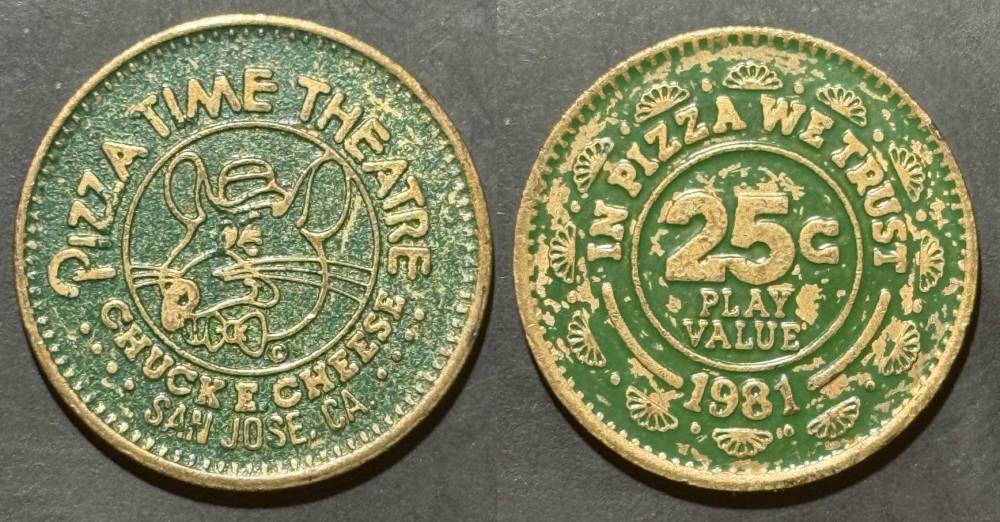 PIZZA TIME THEATRE
CHUCK E CHEESE
SAN JOSE, CA.
C
IN PIZZA WE TRUST
25¢
PLAY
VALUE
1981